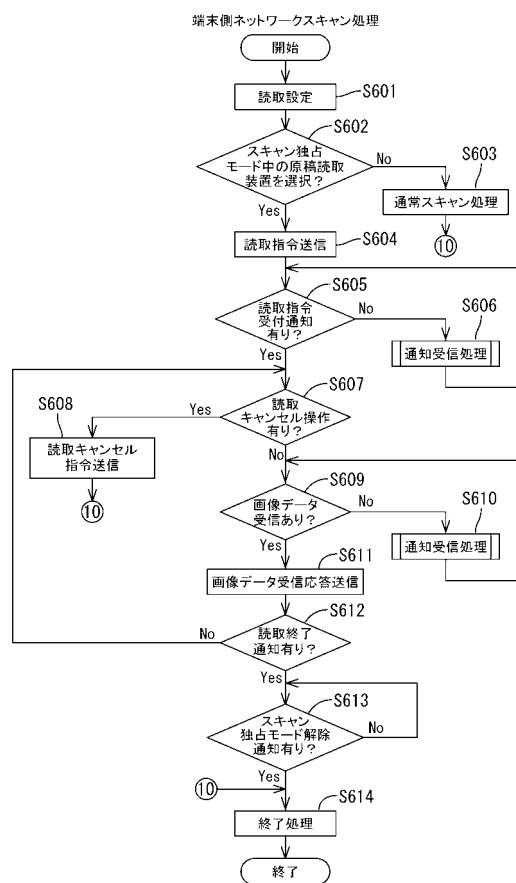 端末側ネットワークスキャン処理
開始
読取設定
S601
S602
スキャン独占
モード中の原稿読取
装置を選択?
No
S603
通常スキャン処理
⑩
Yes
読取指令送信
S604
S605
読取指令
受付通知
有り?
No
S606
通知受信処理
Yes
S607
読取
キャンセル操作
有り?
Yes
S608
読取キャンセル
指令送信
⑩
No
S609
画像データ
受信あり?
No
S610
通知受信処理
Yes
S611
画像データ受信応答送信
S612
読取終了
通知有り?
No
Yes
S613
スキャン
独占モード解除
通知有り?
No
Yes
⑩
S614
終了処理
終了